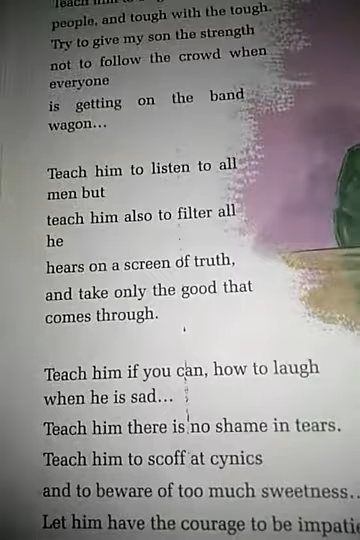 Teach him
people, and tough with the tough.
Try to give my son the strength
not to follow the crowd when
everyone
is getting on the band
wagon...
Teach him to listen to all
men but
teach him also to filter all
he
hears on a screen of truth,
and take only the good that
comes through.
Teach him if you can, how to laugh
when he is sad...
Teach him there is no shame in tears.
Teach him to scoff at cynics
and to beware of too much sweetness..
Let him have the courage to be impatie